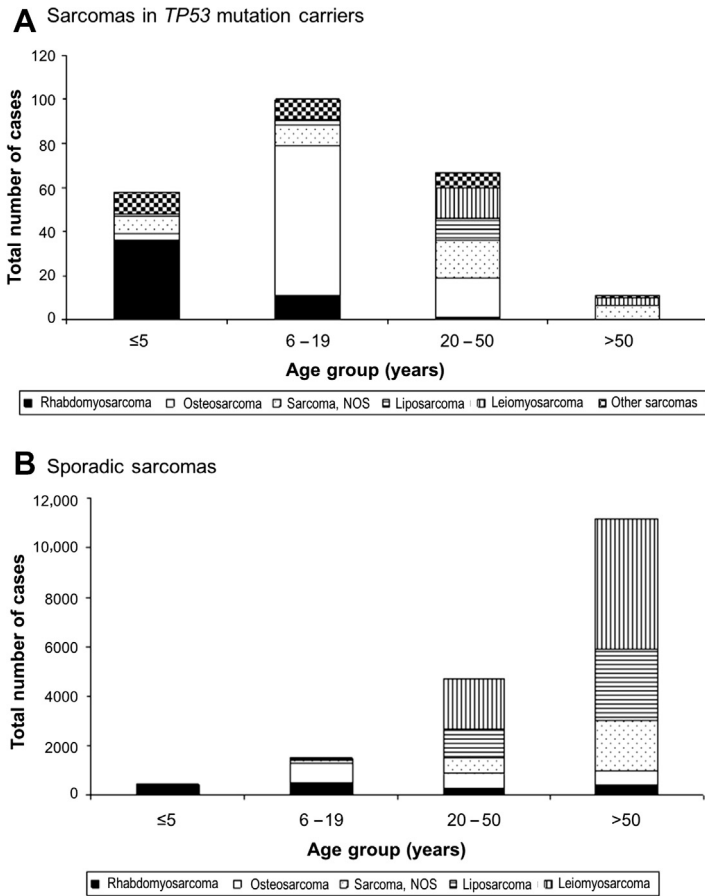 A Sarcomas in TP53 mutation carriers
Total number of cases
120
100
80
60
40
20
0
≤5 6–19 20–50 >50
Age group (years)
Rhabdomyosarcoma Osteosarcoma Sarcoma, NOS Liposarcoma Leiomyosarcoma Other sarcomas
B Sporadic sarcomas
Total number of cases
12,000
10,000
8000
6000
4000
2000
0
≤5 6–19 20–50 >50
Age group (years)
Rhabdomyosarcoma Osteosarcoma Sarcoma, NOS Liposarcoma Leiomyosarcoma